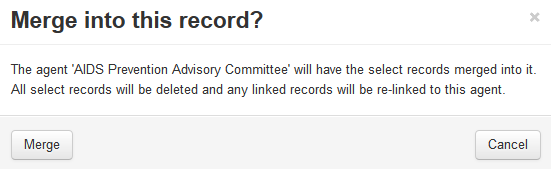 Merge into this record?
×
The agent 'AIDS Prevention Advisory Committee' will have the select records merged into it.
All select records will be deleted and any linked records will be re-linked to this agent.
Merge
Cancel